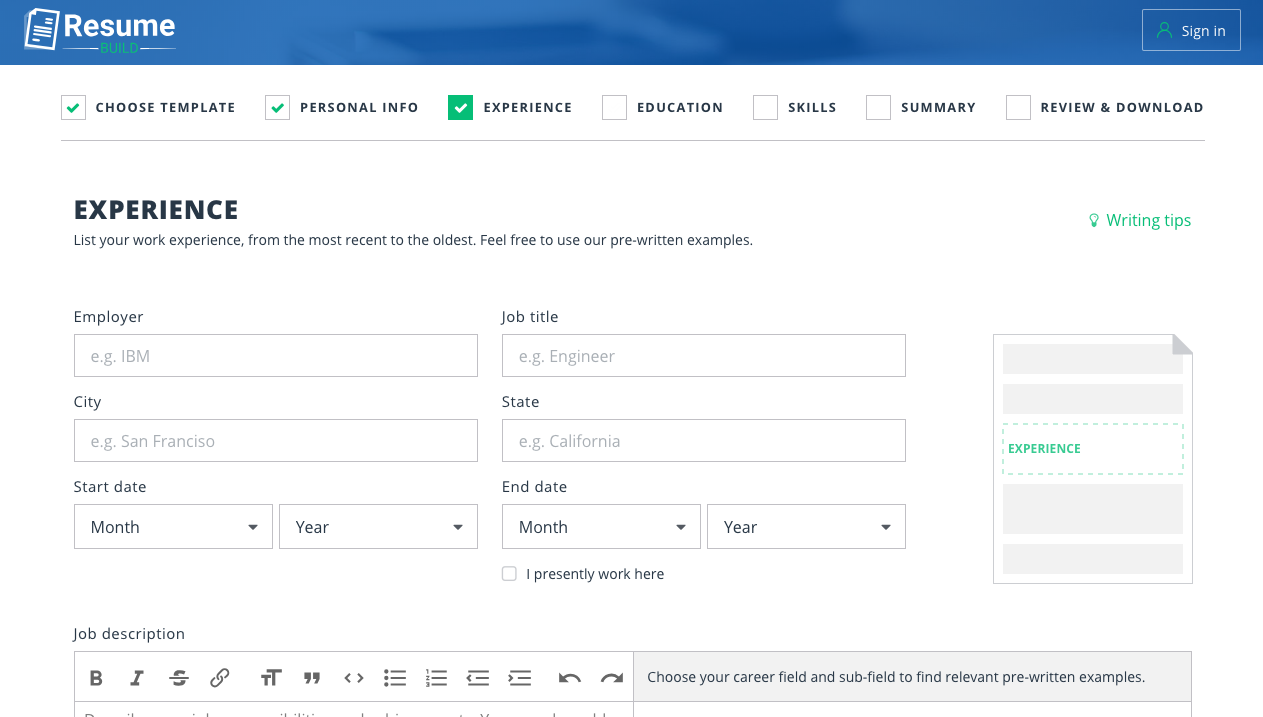 Resume
BUILD
Sign in
CHOOSE TEMPLATE PERSONAL INFO EXPERIENCE EDUCATION SKILLS SUMMARY REVIEW & DOWNLOAD
EXPERIENCE
Writing tips
List your work experience, from the most recent to the oldest. Feel free to use our pre-written examples.
Employer Job title
e.g. IBM e.g. Engineer
City State
e.g. San Franciso e.g. California
EXPERIENCE
Start date End date
Month Year Month Year
I presently work here
Job description
Choose your career field and sub-field to find relevant pre-written examples.